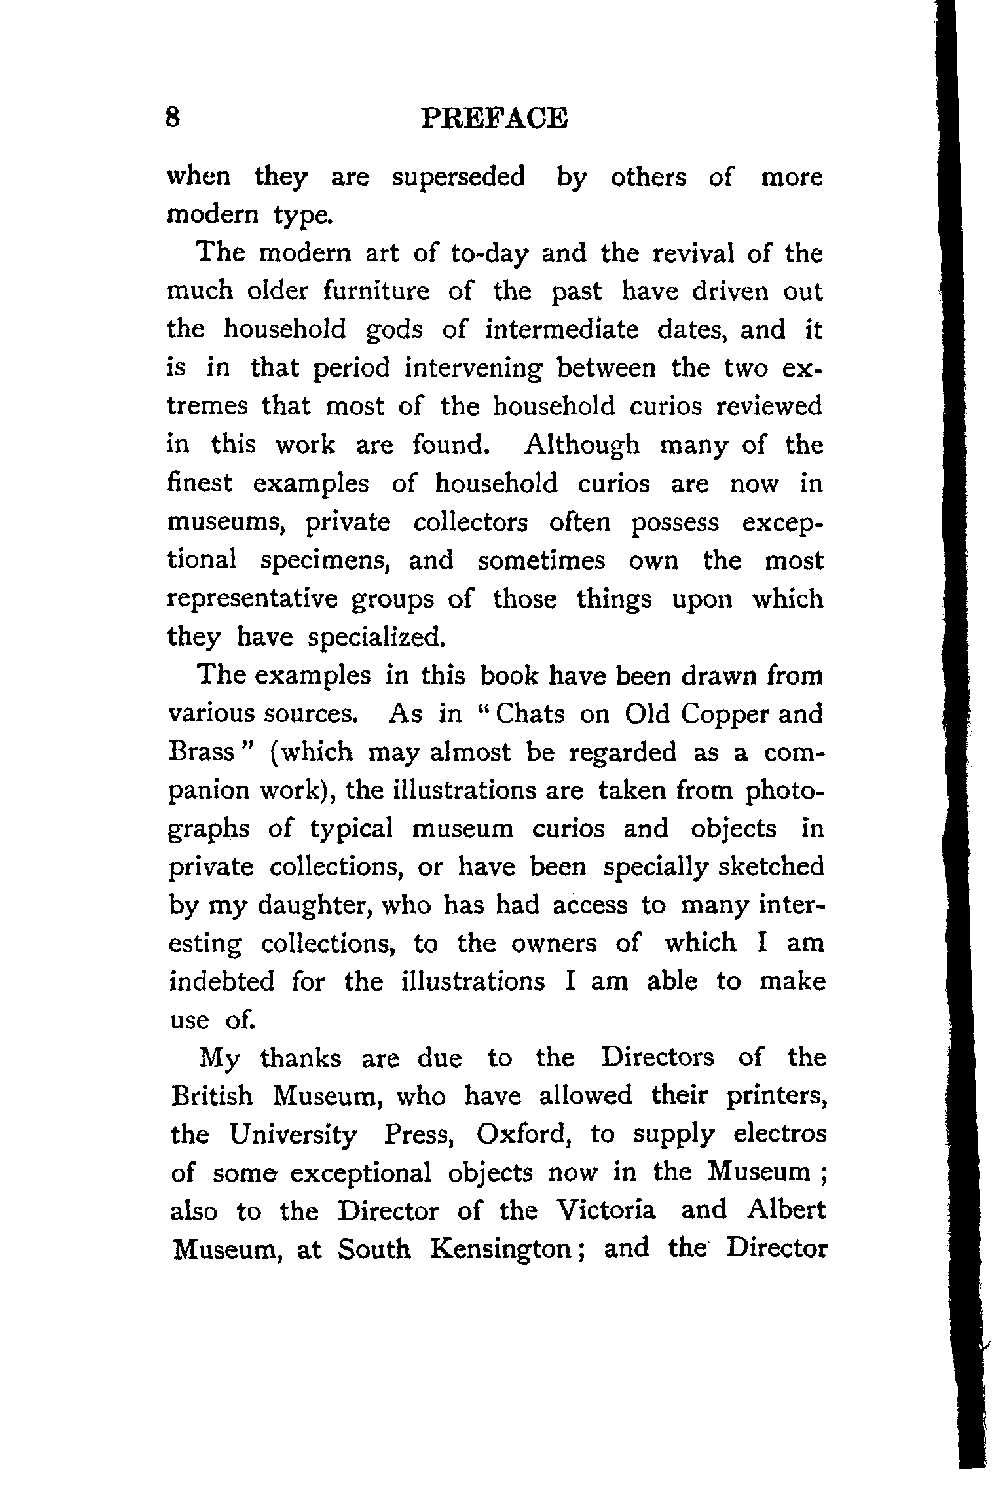 8 PREFACE
when they are superseded by others of more
modern type.
The modern art of to-day and the revival of the
much older furniture of the past have driven out
the household gods of intermediate dates, and it
is in that period intervening between the two ex-
tremes that most of the household curios reviewed
in this work are found. Although many of the
finest examples of household curios are now in
museums, private collectors often possess excep-
tional specimens, and sometimes own the most
representative groups of those things upon which
they have specialized.
The examples in this book have been drawn from
various sources. As in “Chats on Old Copper and
Brass” (which may almost be regarded as a com-
panion work), the illustrations are taken from photo-
graphs of typical museum curios and objects in
private collections, or have been specially sketched
by my daughter, who has had access to many inter-
esting collections, to the owners of which I am
indebted for the illustrations I am able to make
use of.
My thanks are due to the Directors of the
British Museum, who have allowed their printers,
the University Press, Oxford, to supply electros
of some exceptional objects now in the Museum ;
also to the Director of the Victoria and Albert
Museum, at South Kensington ; and the Director